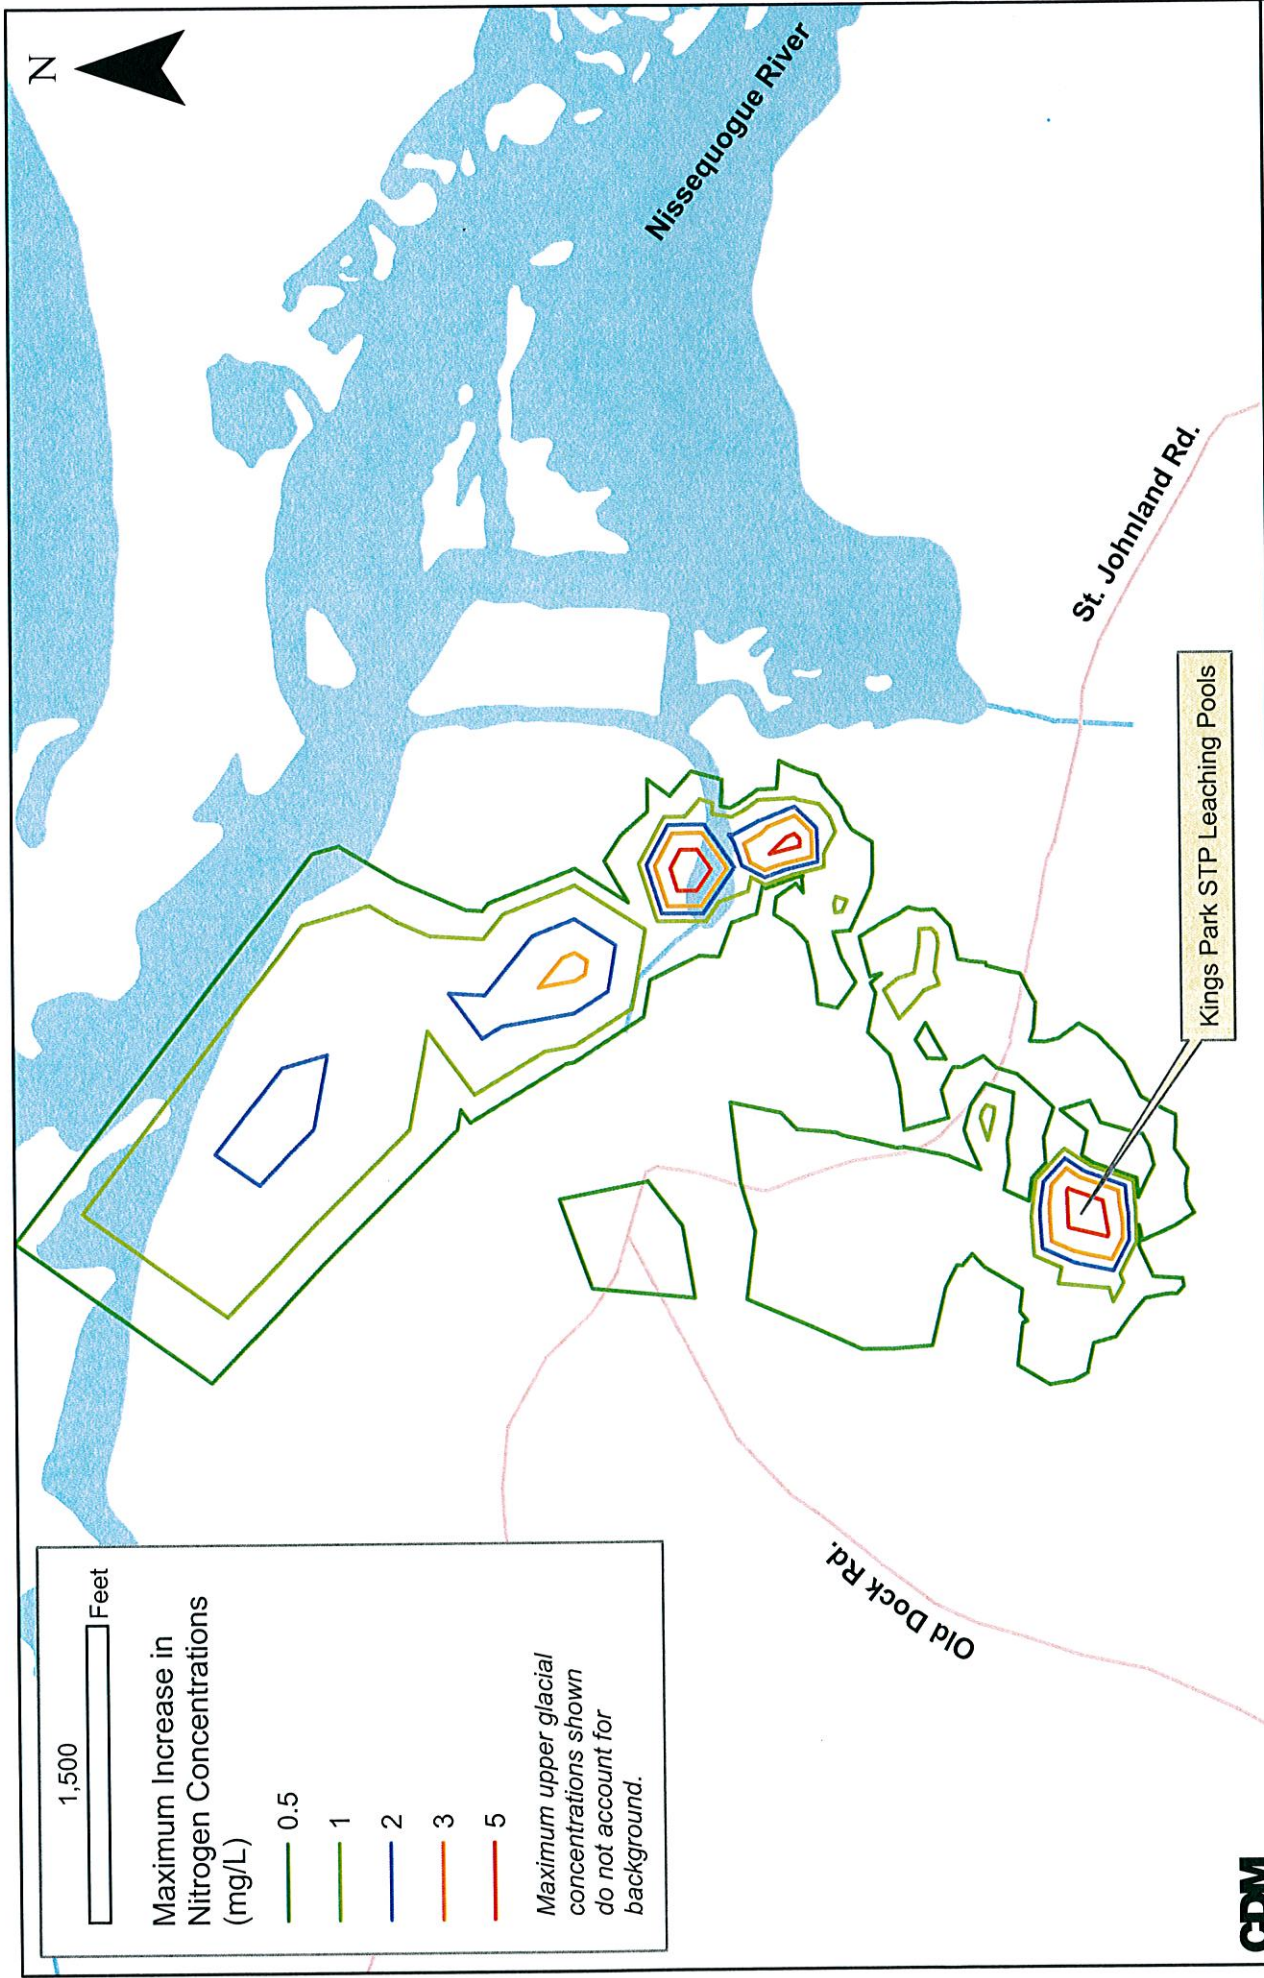 N
Nissequogue River
St. Johnland Rd.
Kings Park STP Leaching Pools
Old Dock Rd.
1,500
Feet
Maximum Increase in
Nitrogen Concentrations
(mg/L)
0.5
1
2
3
5
Maximum upper glacial
concentrations shown
do not account for
background.
CDM